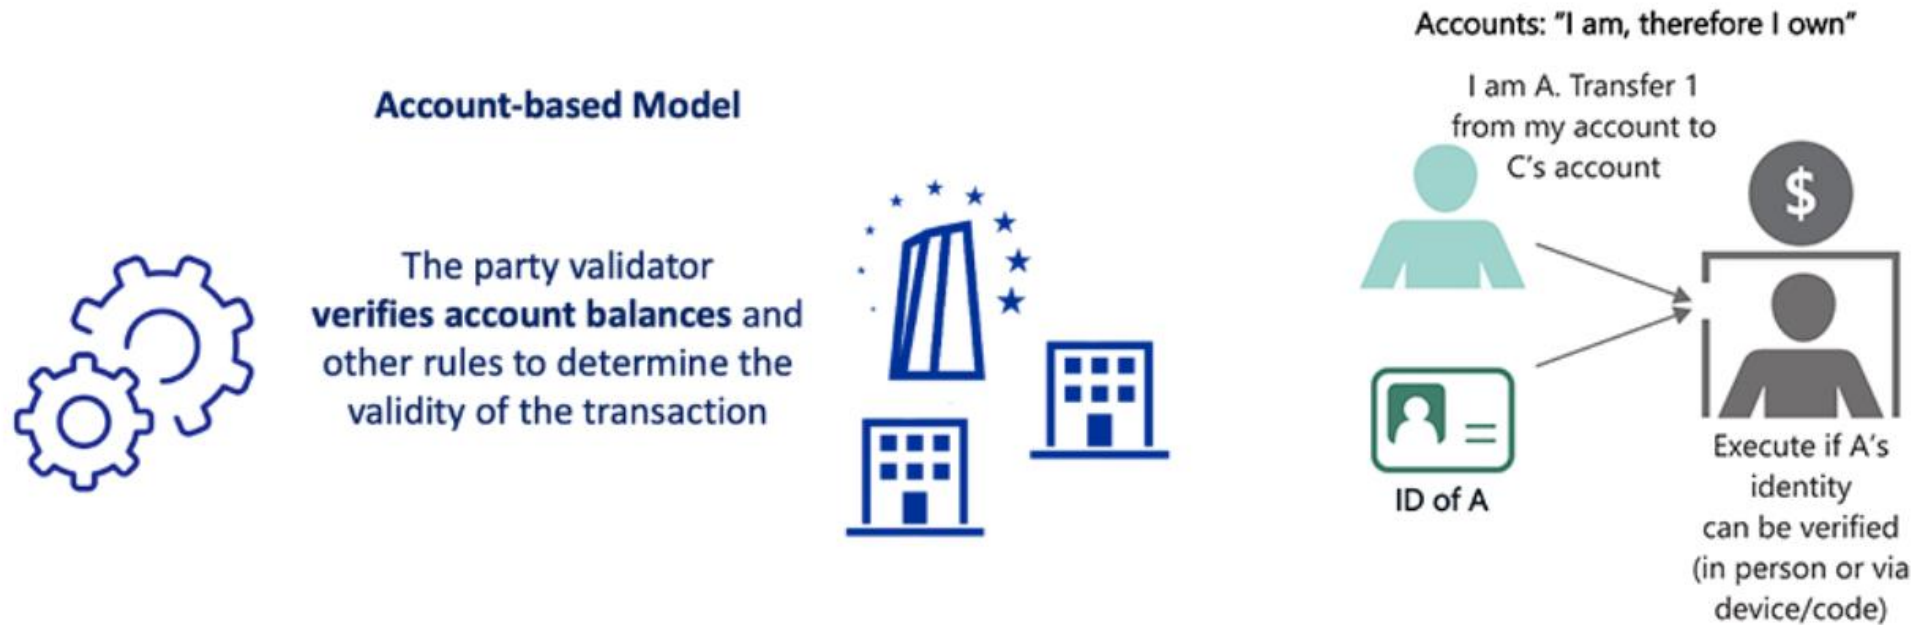 Account-based Model
The party validator
verifies account balances and
other rules to determine the
validity of the transaction
Accounts: "I am, therefore I own"
I am A. Transfer 1
from my account to
C's account
$
ID of A
Execute if A's
identity
can be verified
(in person or via
device/code)